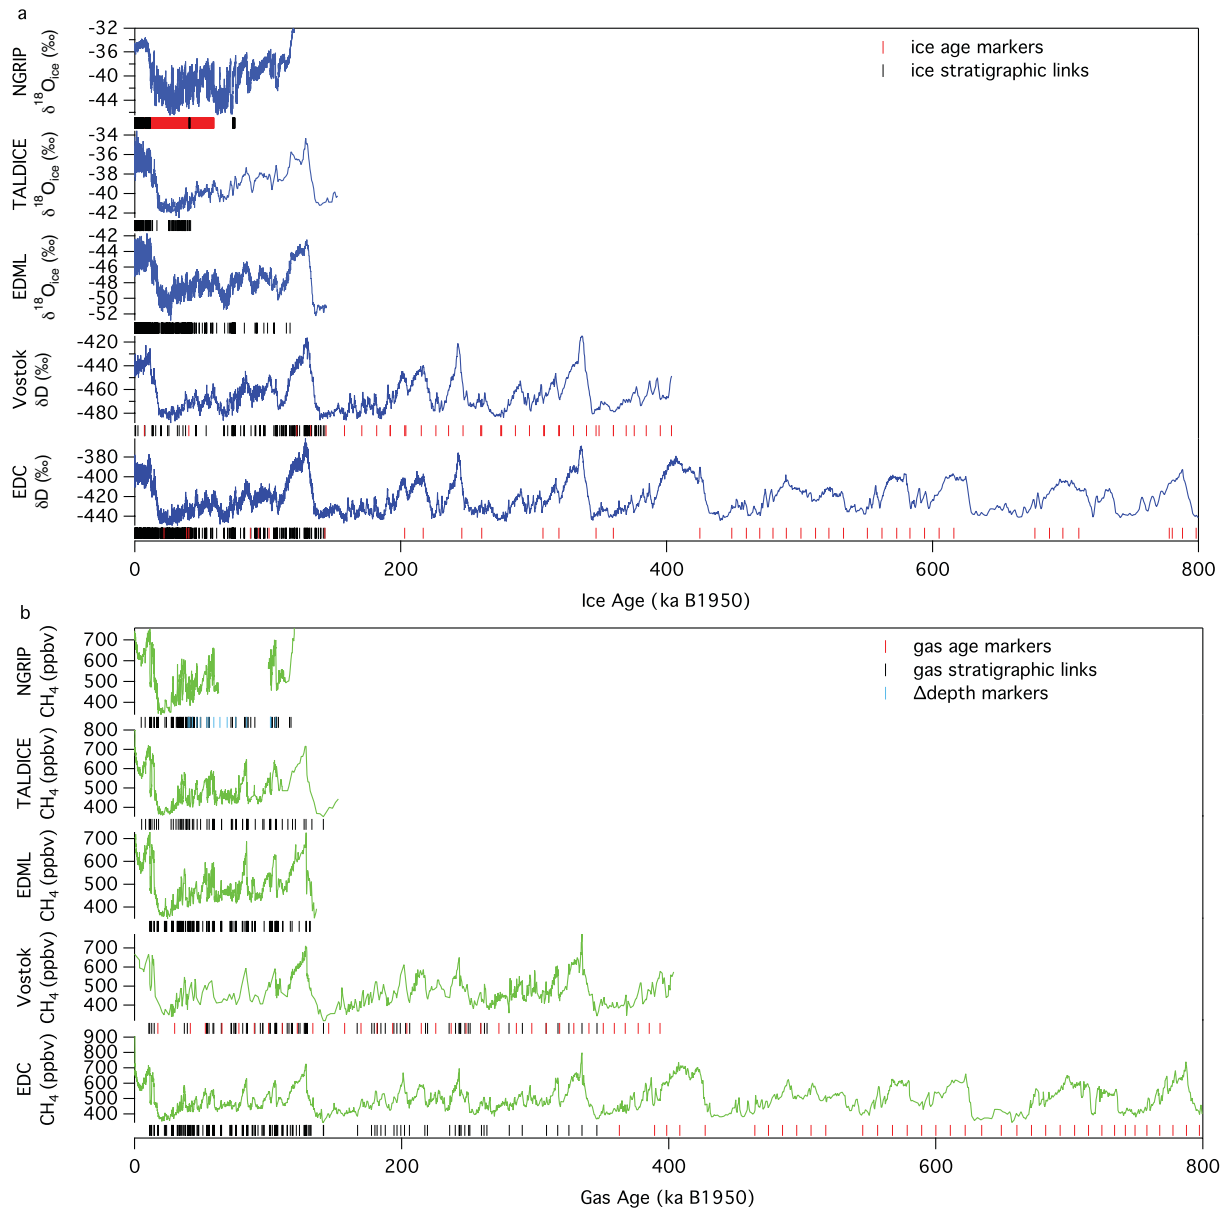 a
NGRIP
δ¹⁸Oice (‰)
-32
-36
-40
-44
ice age markers
ice stratigraphic links
TALDICE
δ¹⁸Oice (‰)
-34
-36
-38
-40
-42
EDML
δ¹⁸Oice (‰)
-42
-44
-46
-48
-50
-52
Vostok
δD (‰)
-420
-440
-460
-480
EDC
δD (‰)
-380
-400
-420
-440
0 200 400 600 800
Ice Age (ka B1950)
b
NGRIP
CH₄ (ppbv)
700
600
500
400
gas age markers
gas stratigraphic links
Δdepth markers
TALDICE
CH₄ (ppbv)
800
700
600
500
400
EDML
CH₄ (ppbv)
700
600
500
400
Vostok
CH₄ (ppbv)
700
600
500
400
EDC
CH₄ (ppbv)
900
800
700
600
500
400
0 200 400 600 800
Gas Age (ka B1950)